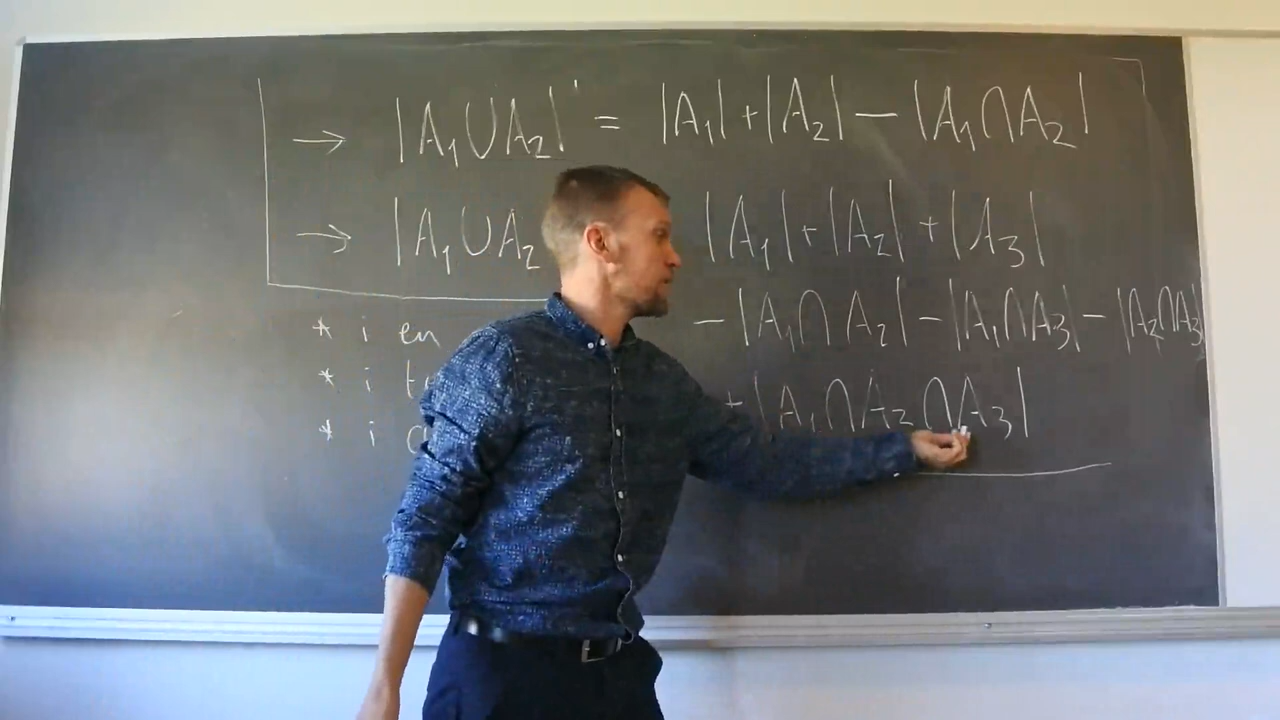 → |A₁∪A₂|' = |A₁|+|A₂|−|A₁∩A₂|
→ |A₁∪A₂ |A₁|+|A₂|+|A₃|
* i en −|A₁∩A₂|−|A₁∩A₃|−|A₂∩A₃|
* i +|A₁∩A₂∩A₃|
* i